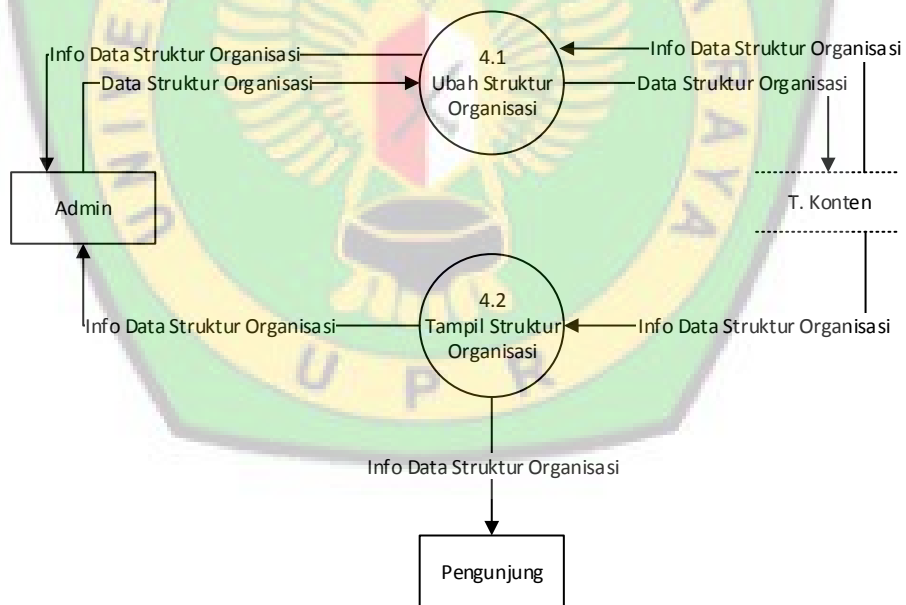 Info Data Struktur Organisasi
Data Struktur Organisasi
4.1
Ubah Struktur
Organisasi
Info Data Struktur Organisasi
Data Struktur Organisasi
Admin
T. Konten
Info Data Struktur Organisasi
4.2
Tampil Struktur
Organisasi
Info Data Struktur Organisasi
Info Data Struktur Organisasi
Pengunjung
UNIVE
RAYA
U P R